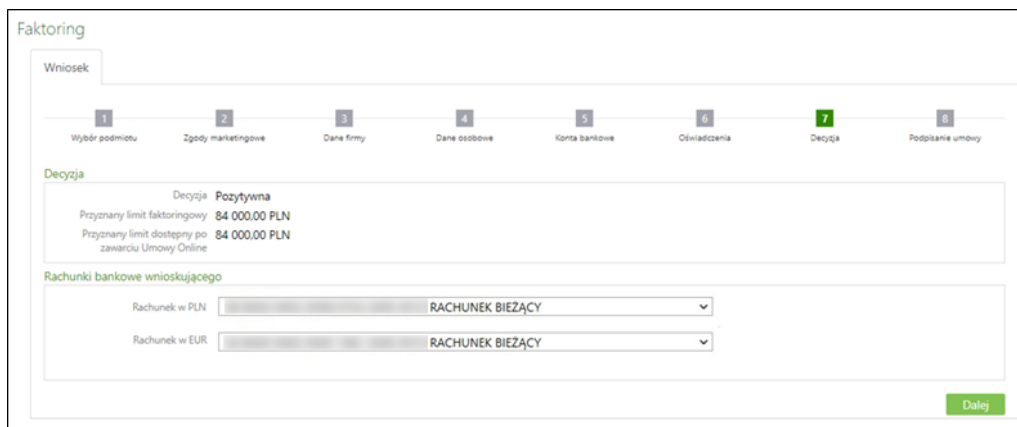 Faktoring
Wniosek
1 2 3 4 5 6 7 8
Wybór podmiotu Zgody marketingowe Dane firmy Dane osobowe Konta bankowe Oświadczenia Decyzja Podpisanie umowy
Decyzja
Decyzja Pozytywna
Przyznany limit faktoringowy 84 000,00 PLN
Przyznany limit dostępny po 84 000,00 PLN
zawarciu Umowy Online
Rachunki bankowe wnioskującego
Rachunek w PLN RACHUNEK BIEŻĄCY
Rachunek w EUR RACHUNEK BIEŻĄCY
Dalej